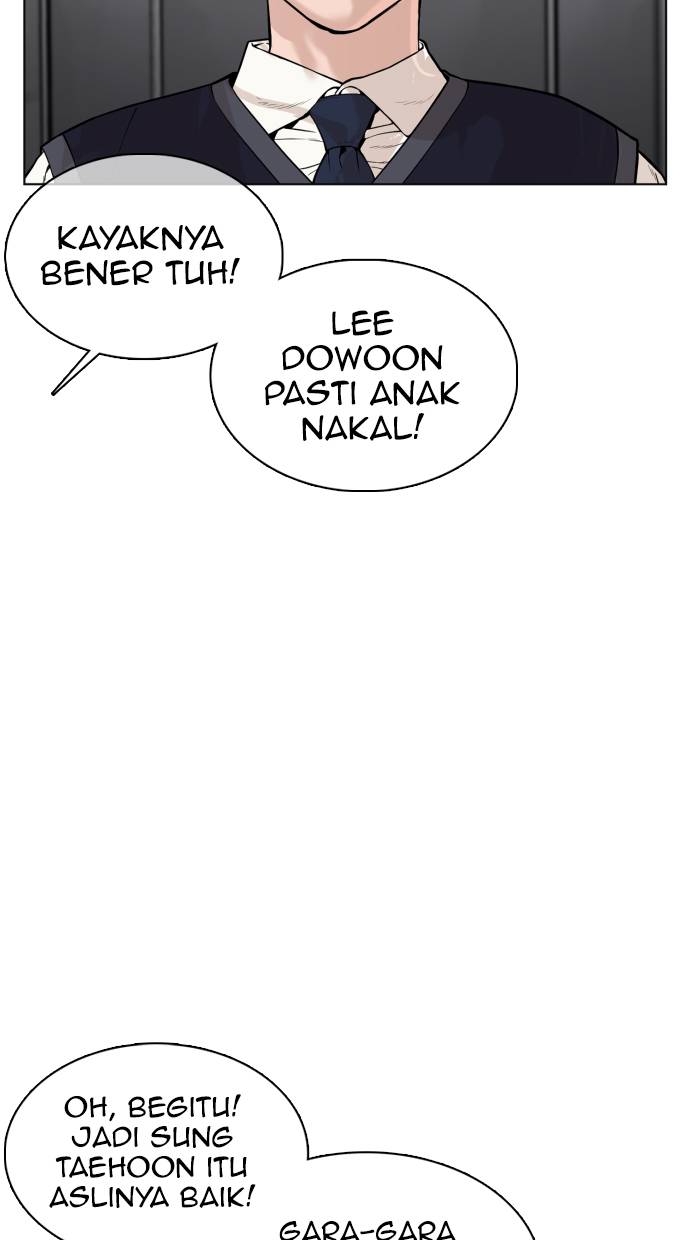 KAYAKNYA
BENER TUH!
LEE
DOWOON
PASTI ANAK
NAKAL!
OH, BEGITU!
JADI SUNG
TAEHOON ITU
ASLINYA BAIK!
GARA-GARA